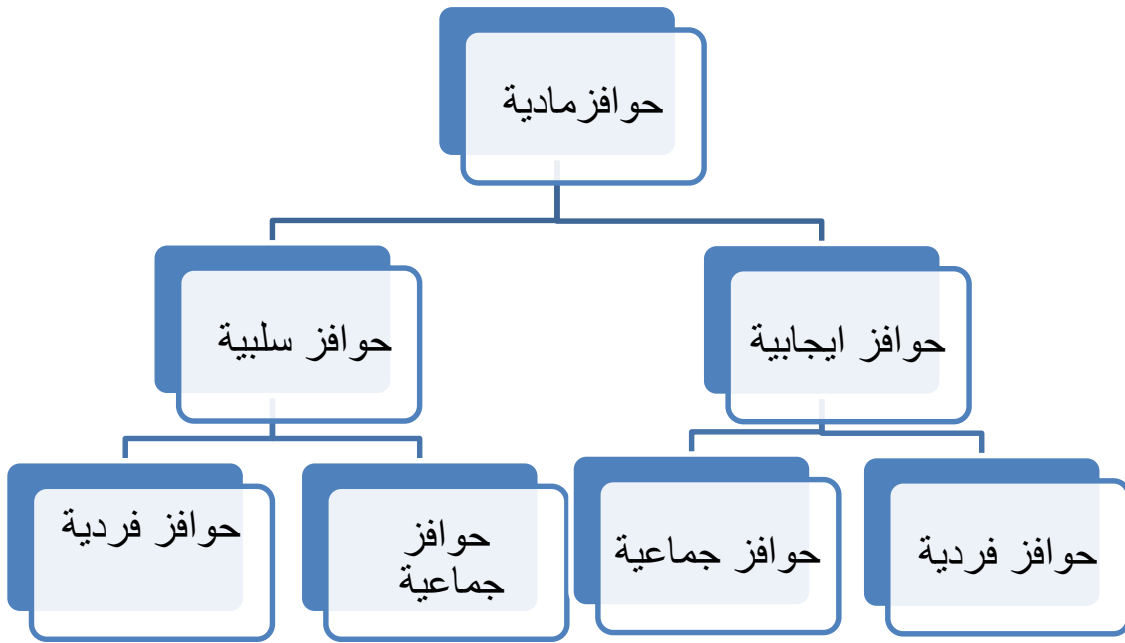 حوافزمادية
حوافز ايجابية
حوافز سلبية
حوافز فردية
حوافز جماعية
حوافز
جماعية
حوافز فردية